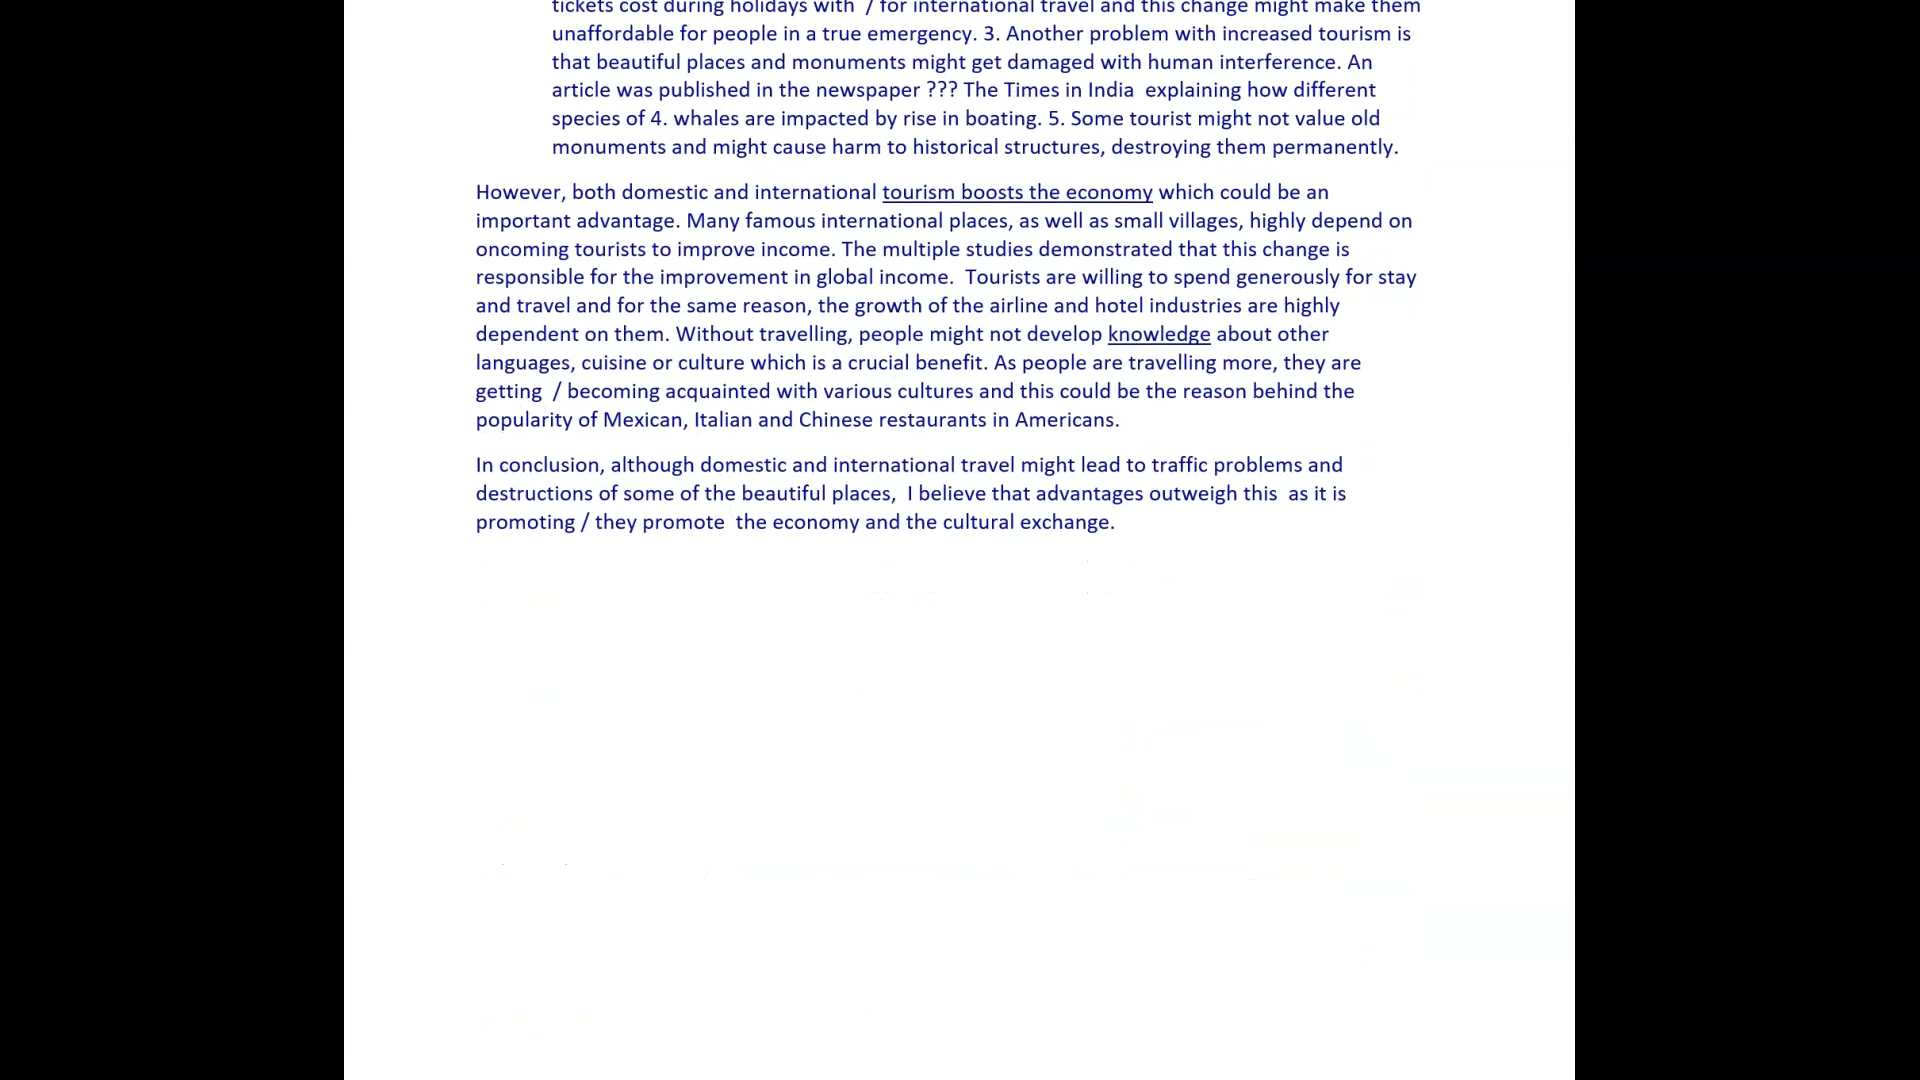 tickets cost during holidays with / for international travel and this change might make them
unaffordable for people in a true emergency. 3. Another problem with increased tourism is
that beautiful places and monuments might get damaged with human interference. An
article was published in the newspaper ??? The Times in India explaining how different
species of 4. whales are impacted by rise in boating. 5. Some tourist might not value old
monuments and might cause harm to historical structures, destroying them permanently.
However, both domestic and international tourism boosts the economy which could be an
important advantage. Many famous international places, as well as small villages, highly depend on
oncoming tourists to improve income. The multiple studies demonstrated that this change is
responsible for the improvement in global income. Tourists are willing to spend generously for stay
and travel and for the same reason, the growth of the airline and hotel industries are highly
dependent on them. Without travelling, people might not develop knowledge about other
languages, cuisine or culture which is a crucial benefit. As people are travelling more, they are
getting / becoming acquainted with various cultures and this could be the reason behind the
popularity of Mexican, Italian and Chinese restaurants in Americans.
In conclusion, although domestic and international travel might lead to traffic problems and
destructions of some of the beautiful places, I believe that advantages outweigh this as it is
promoting / they promote the economy and the cultural exchange.